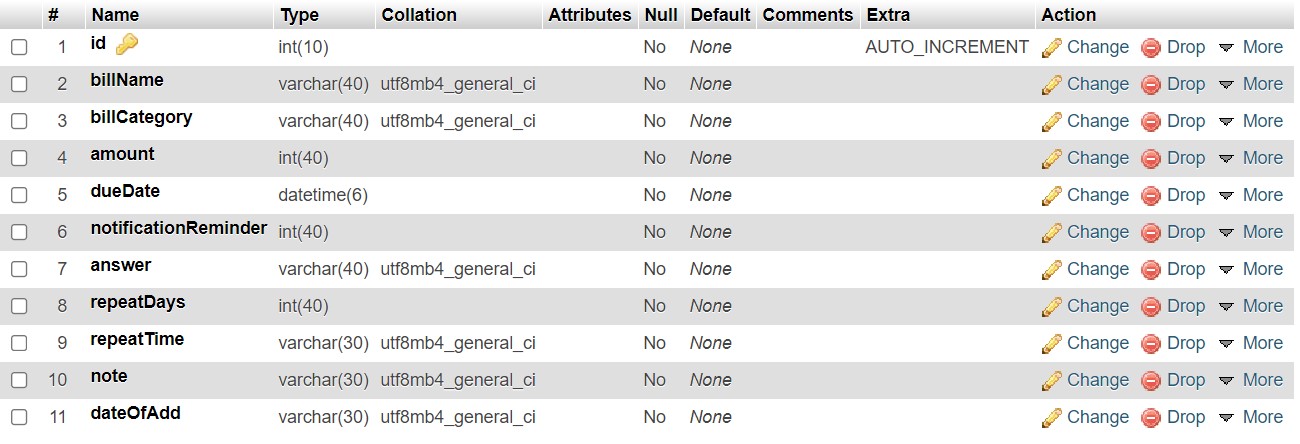 # Name Type Collation Attributes Null Default Comments Extra Action
1 id int(10) No None AUTO_INCREMENT Change Drop More
2 billName varchar(40) utf8mb4_general_ci No None Change Drop More
3 billCategory varchar(40) utf8mb4_general_ci No None Change Drop More
4 amount int(40) No None Change Drop More
5 dueDate datetime(6) No None Change Drop More
6 notificationReminder int(40) No None Change Drop More
7 answer varchar(40) utf8mb4_general_ci No None Change Drop More
8 repeatDays int(40) No None Change Drop More
9 repeatTime varchar(30) utf8mb4_general_ci No None Change Drop More
10 note varchar(30) utf8mb4_general_ci No None Change Drop More
11 dateOfAdd varchar(30) utf8mb4_general_ci No None Change Drop More